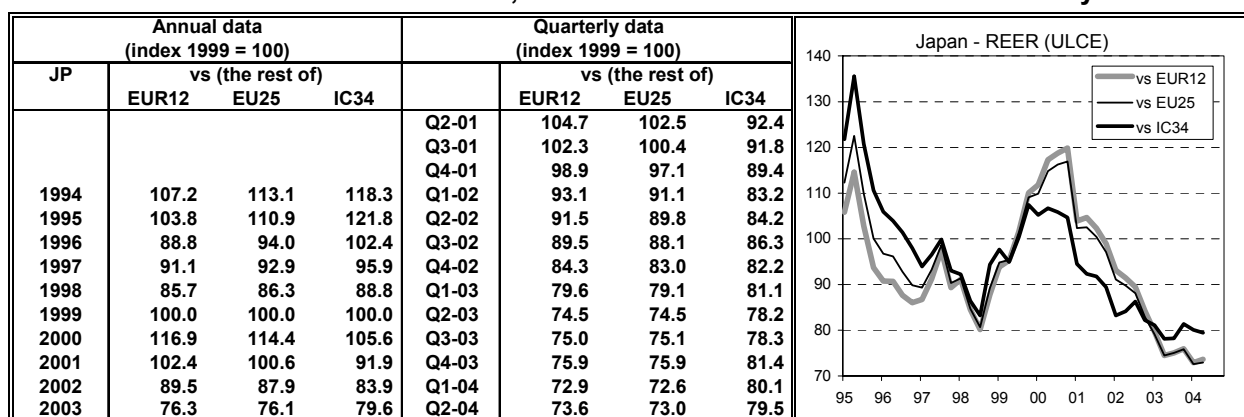 Annual data Quarterly data
(index 1999 = 100) (index 1999 = 100)
JP vs (the rest of) vs (the rest of)
EUR12 EU25 IC34 EUR12 EU25 IC34
Q2-01 104.7 102.5 92.4
Q3-01 102.3 100.4 91.8
Q4-01 98.9 97.1 89.4
1994 107.2 113.1 118.3 Q1-02 93.1 91.1 83.2
1995 103.8 110.9 121.8 Q2-02 91.5 89.8 84.2
1996 88.8 94.0 102.4 Q3-02 89.5 88.1 86.3
1997 91.1 92.9 95.9 Q4-02 84.3 83.0 82.2
1998 85.7 86.3 88.8 Q1-03 79.6 79.1 81.1
1999 100.0 100.0 100.0 Q2-03 74.5 74.5 78.2
2000 116.9 114.4 105.6 Q3-03 75.0 75.1 78.3
2001 102.4 100.6 91.9 Q4-03 75.9 75.9 81.4
2002 89.5 87.9 83.9 Q1-04 72.9 72.6 80.1
2003 76.3 76.1 79.6 Q2-04 73.6 73.0 79.5
Japan - REER (ULCE)
vs EUR12
vs EU25
vs IC34
140
130
120
110
100
90
80
70
95 96 97 98 99 00 01 02 03 04